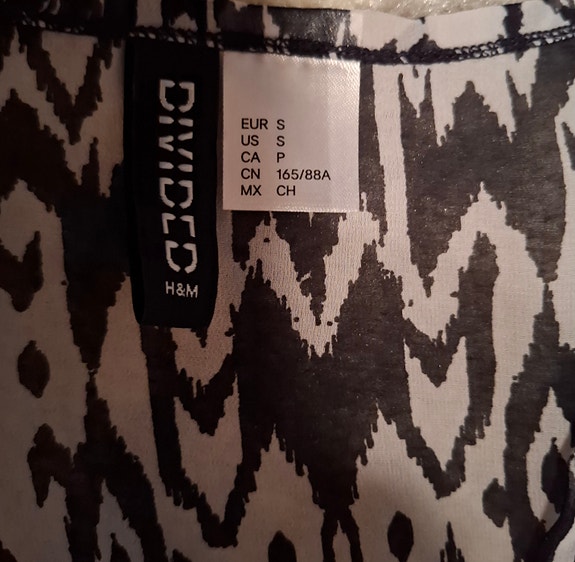 DIVIDED
H&M
EUR S
US S
CA P
CN 165/88A
MX CH